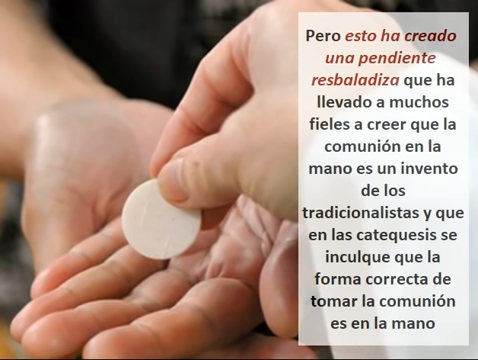 Pero esto ha creado
una pendiente
resbaladiza que ha
llevado a muchos
fieles a creer que la
comunión en la
mano es un invento
de los
tradicionalistas y que
en las catequesis se
inculque que la
forma correcta de
tomar la comunión
es en la mano